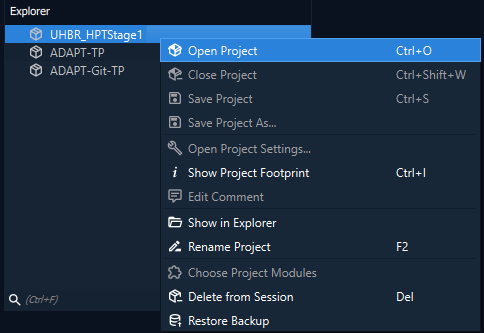 Explorer
UHBR_HPTStage1
ADAPT-TP
ADAPT-Git-TP
Open Project Ctrl+O
Close Project Ctrl+Shift+W
Save Project Ctrl+S
Save Project As...
Open Project Settings...
Show Project Footprint Ctrl+I
Edit Comment
Show in Explorer
Rename Project F2
Choose Project Modules
Delete from Session Del
Restore Backup
(Ctrl+F)